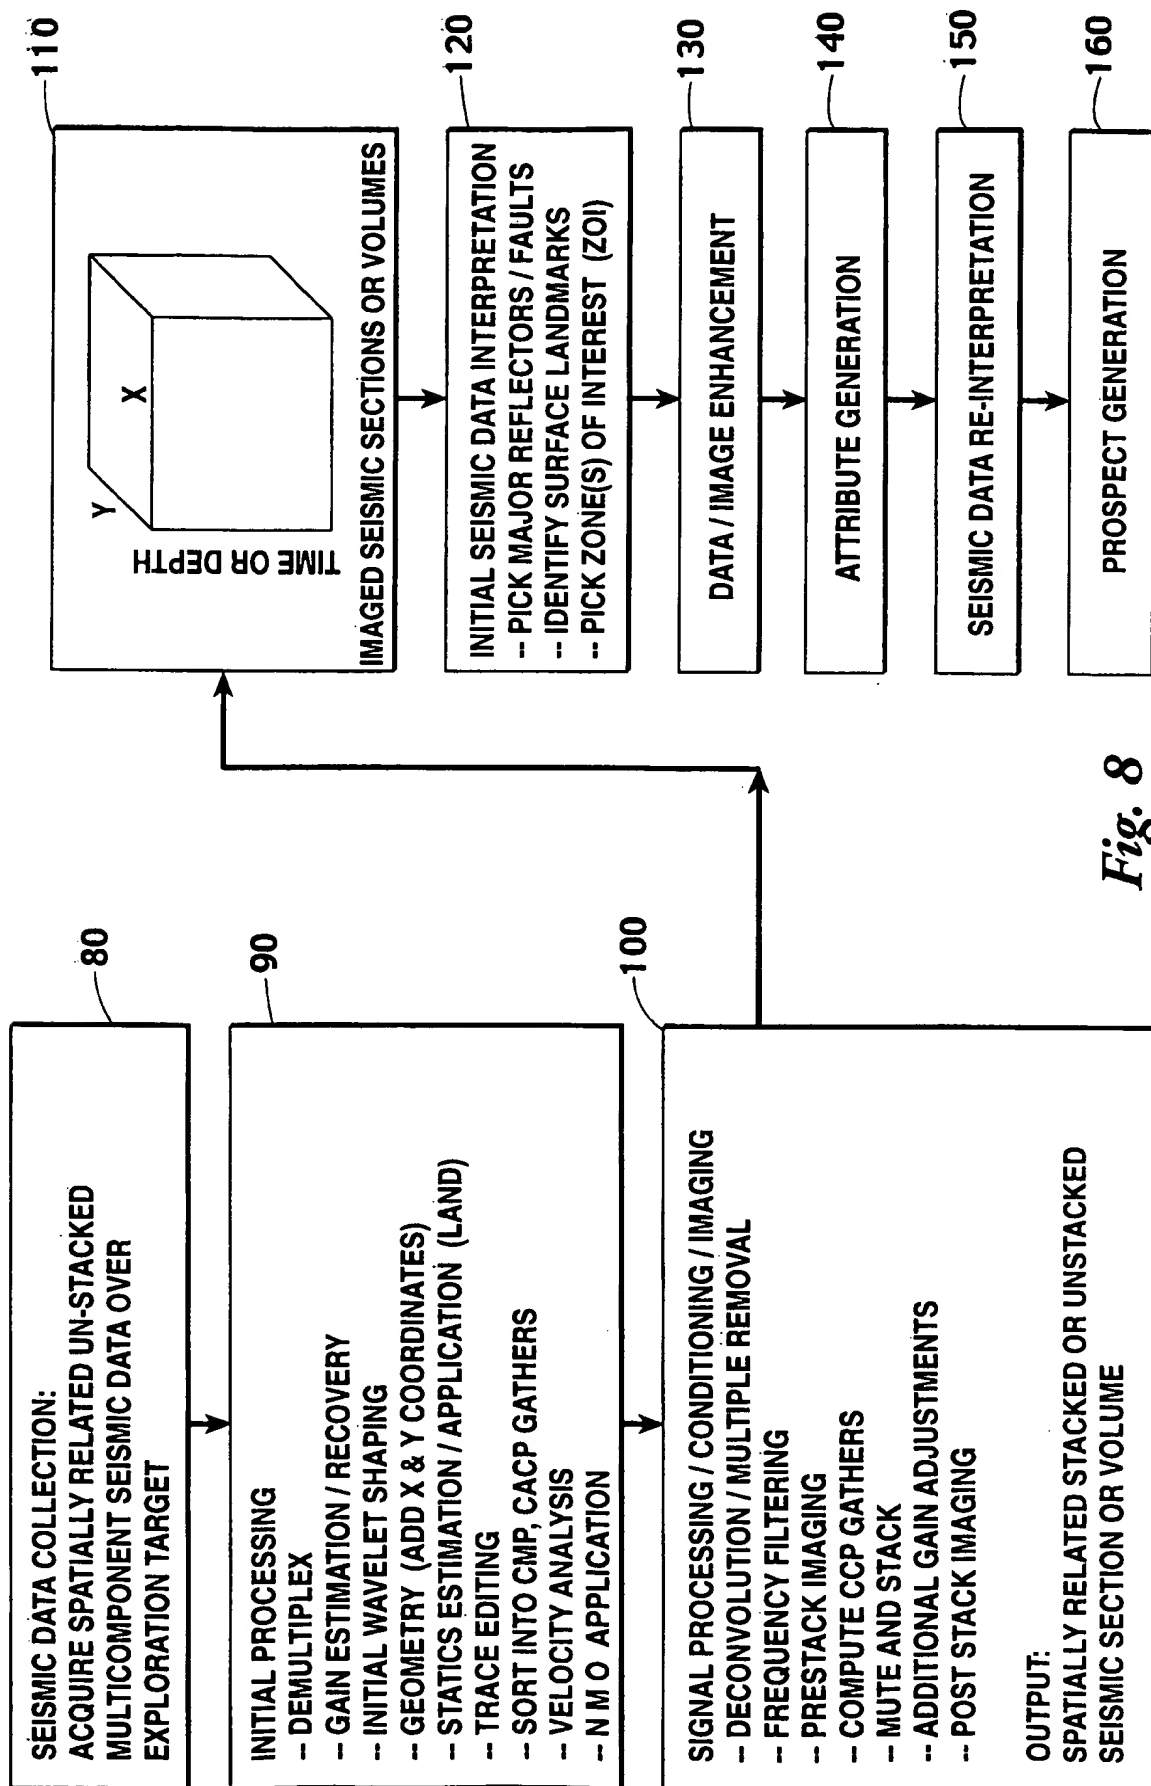 SEISMIC DATA COLLECTION:
ACQUIRE SPATIALLY RELATED UN-STACKED
MULTICOMPONENT SEISMIC DATA OVER
EXPLORATION TARGET
80
INITIAL PROCESSING
-- DEMULTIPLEX
-- GAIN ESTIMATION / RECOVERY
-- INITIAL WAVELET SHAPING
-- GEOMETRY (ADD X & Y COORDINATES)
-- STATICS ESTIMATION / APPLICATION (LAND)
-- TRACE EDITING
-- SORT INTO CMP, CACP GATHERS
-- VELOCITY ANALYSIS
-- N M O APPLICATION
90
SIGNAL PROCESSING / CONDITIONING / IMAGING
-- DECONVOLUTION / MULTIPLE REMOVAL
-- FREQUENCY FILTERING
-- PRESTACK IMAGING
-- COMPUTE CCP GATHERS
-- MUTE AND STACK
-- ADDITIONAL GAIN ADJUSTMENTS
-- POST STACK IMAGING
OUTPUT:
SPATIALLY RELATED STACKED OR UNSTACKED
SEISMIC SECTION OR VOLUME
100
Y
X
TIME OR DEPTH
IMAGED SEISMIC SECTIONS OR VOLUMES
110
INITIAL SEISMIC DATA INTERPRETATION
-- PICK MAJOR REFLECTORS / FAULTS
-- IDENTIFY SURFACE LANDMARKS
-- PICK ZONE(S) OF INTEREST (ZOI)
120
DATA / IMAGE ENHANCEMENT
130
ATTRIBUTE GENERATION
140
SEISMIC DATA RE-INTERPRETATION
150
PROSPECT GENERATION
160
Fig. 8